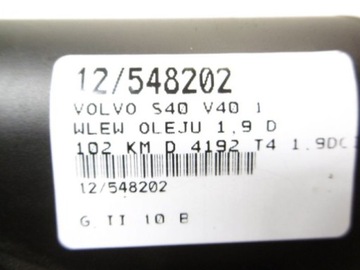 12/548202
VOLVO S40 V40 I
WLEW OLEJU 1.9 D
102 KM D 4192 T4 1.9DC
12/548202
G II 10 B